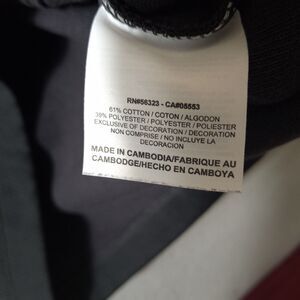 RN#56323 - CA#05553
61% COTTON / COTON / ALGODON
39% POLYESTER / POLYESTER / POLIESTER
EXCLUSIVE OF DECORATION / DECORATION
NON COMPRISE / NO INCLUYE LA
DECORACION
MADE IN CAMBODIA/FABRIQUE AU
CAMBODGE/HECHO EN CAMBOYA